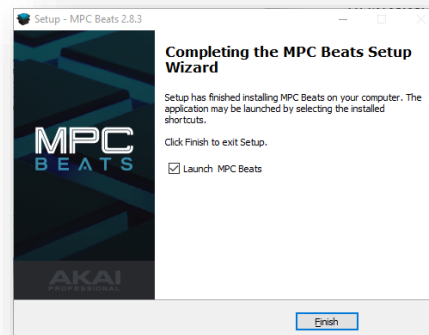 Setup - MPC Beats 2.8.3
Completing the MPC Beats Setup
Wizard
Setup has finished installing MPC Beats on your computer. The
application may be launched by selecting the installed
shortcuts.
Click Finish to exit Setup.
Launch MPC Beats
MPC
BEATS
AKAI
PROFESSIONAL
Finish